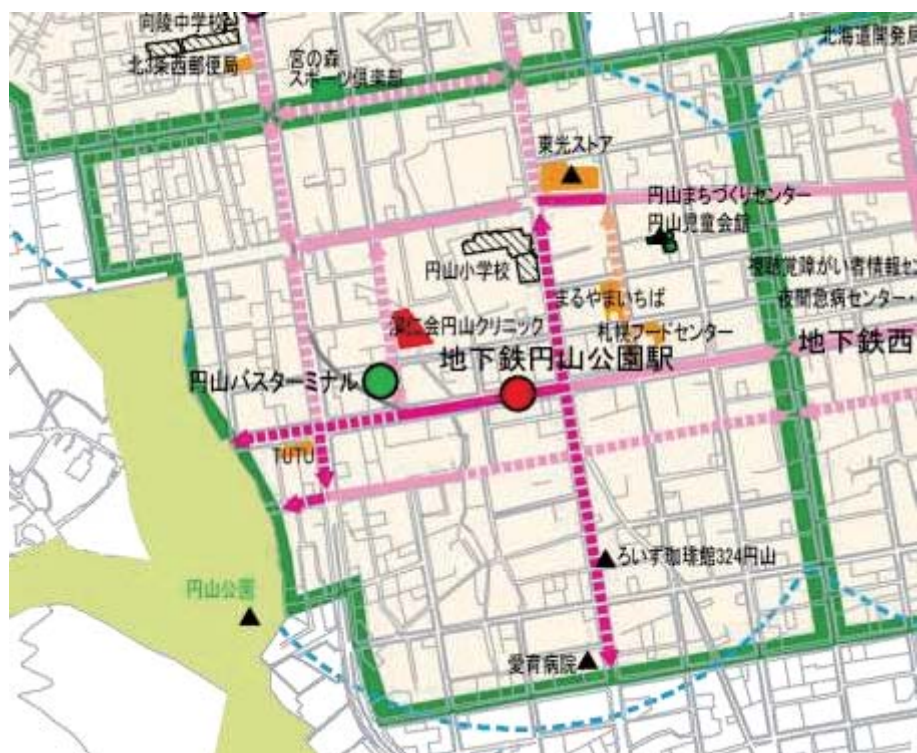 向陵中学校
北3条西郵便局
宮の森
スポーツ倶楽部
北海道開発局
東光ストア
円山まちづくりセンター
円山児童会館
円山小学校
視聴覚障がい者情報セン
夜間急病センター・
まるやまいちば
札幌フードセンター
会円山クリニック
地下鉄円山公園駅
地下鉄西
円山バスターミナル
TUTU
ろいず珈琲館324円山
円山公園
愛育病院